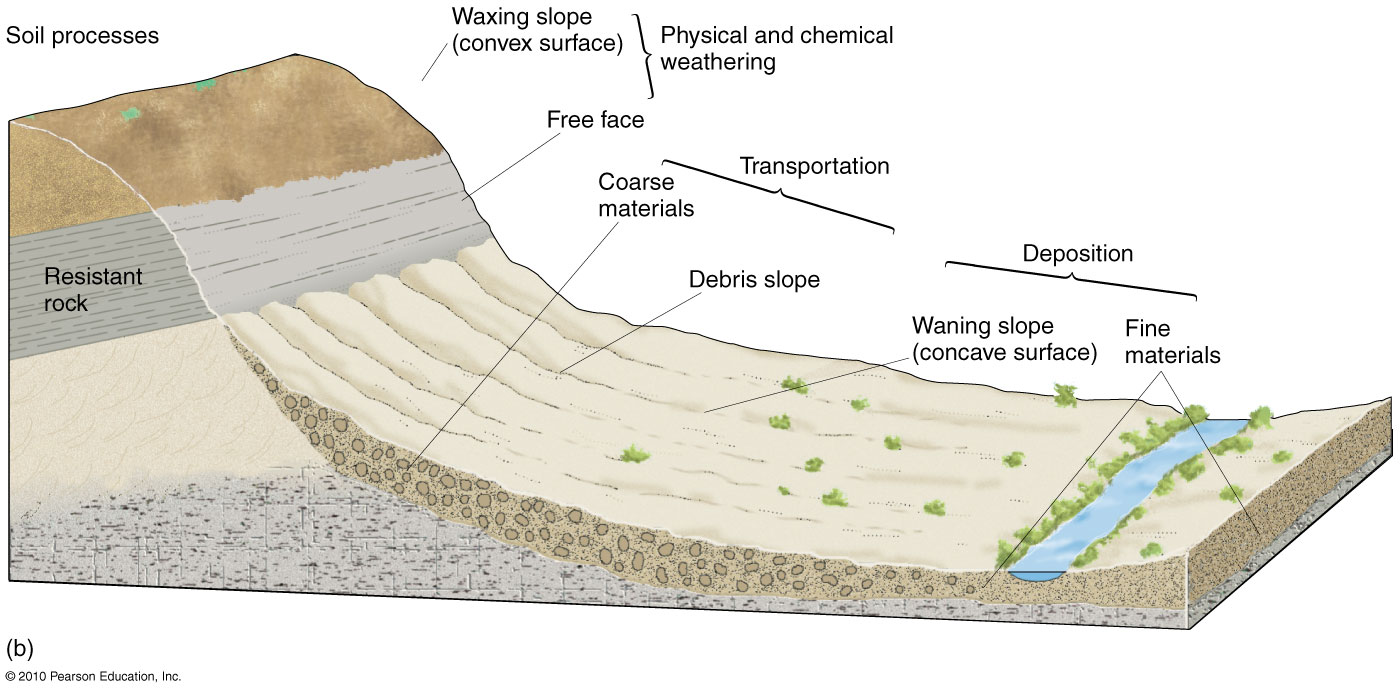 Soil processes
Waxing slope
(convex surface)
Physical and chemical
weathering
Free face
Transportation
Coarse
materials
Deposition
Resistant
rock
Debris slope
Waning slope
(concave surface)
Fine
materials
(b)
© 2010 Pearson Education, Inc.